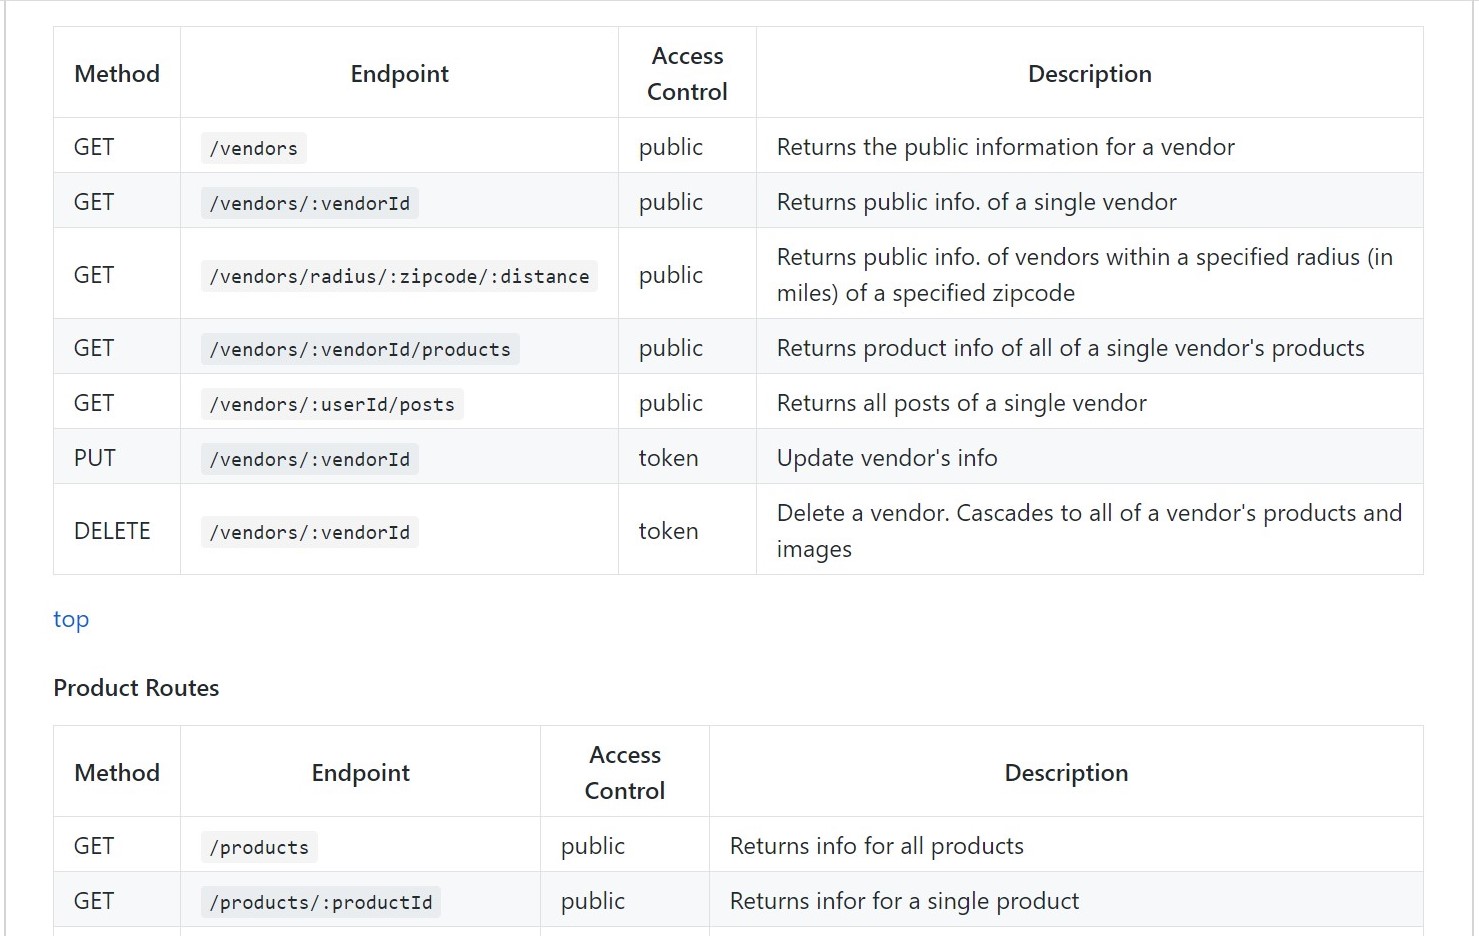 Method Endpoint Access Control Description
GET /vendors public Returns the public information for a vendor
GET /vendors/:vendorId public Returns public info. of a single vendor
GET /vendors/radius/:zipcode/:distance public Returns public info. of vendors within a specified radius (in
miles) of a specified zipcode
GET /vendors/:vendorId/products public Returns product info of all of a single vendor's products
GET /vendors/:userId/posts public Returns all posts of a single vendor
PUT /vendors/:vendorId token Update vendor's info
DELETE /vendors/:vendorId token Delete a vendor. Cascades to all of a vendor's products and
images
top
Product Routes
Method Endpoint Access Control Description
GET /products public Returns info for all products
GET /products/:productId public Returns infor for a single product